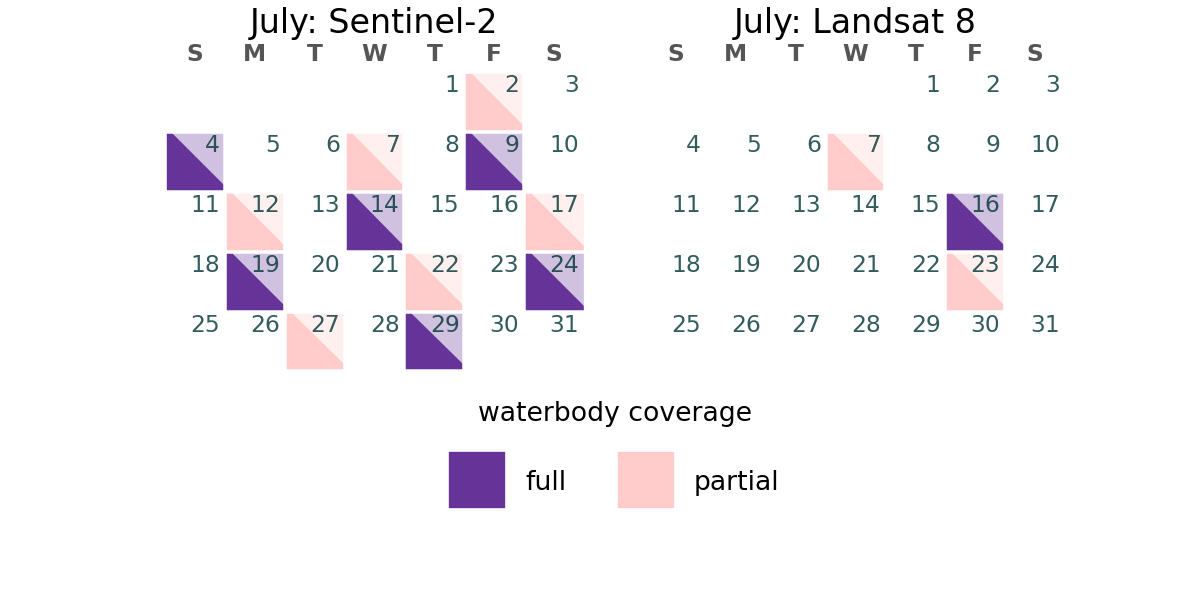 July: Sentinel-2
S M T W T F S
1 2 3
4 5 6 7 8 9 10
11 12 13 14 15 16 17
18 19 20 21 22 23 24
25 26 27 28 29 30 31
July: Landsat 8
S M T W T F S
1 2 3
4 5 6 7 8 9 10
11 12 13 14 15 16 17
18 19 20 21 22 23 24
25 26 27 28 29 30 31
waterbody coverage
full partial